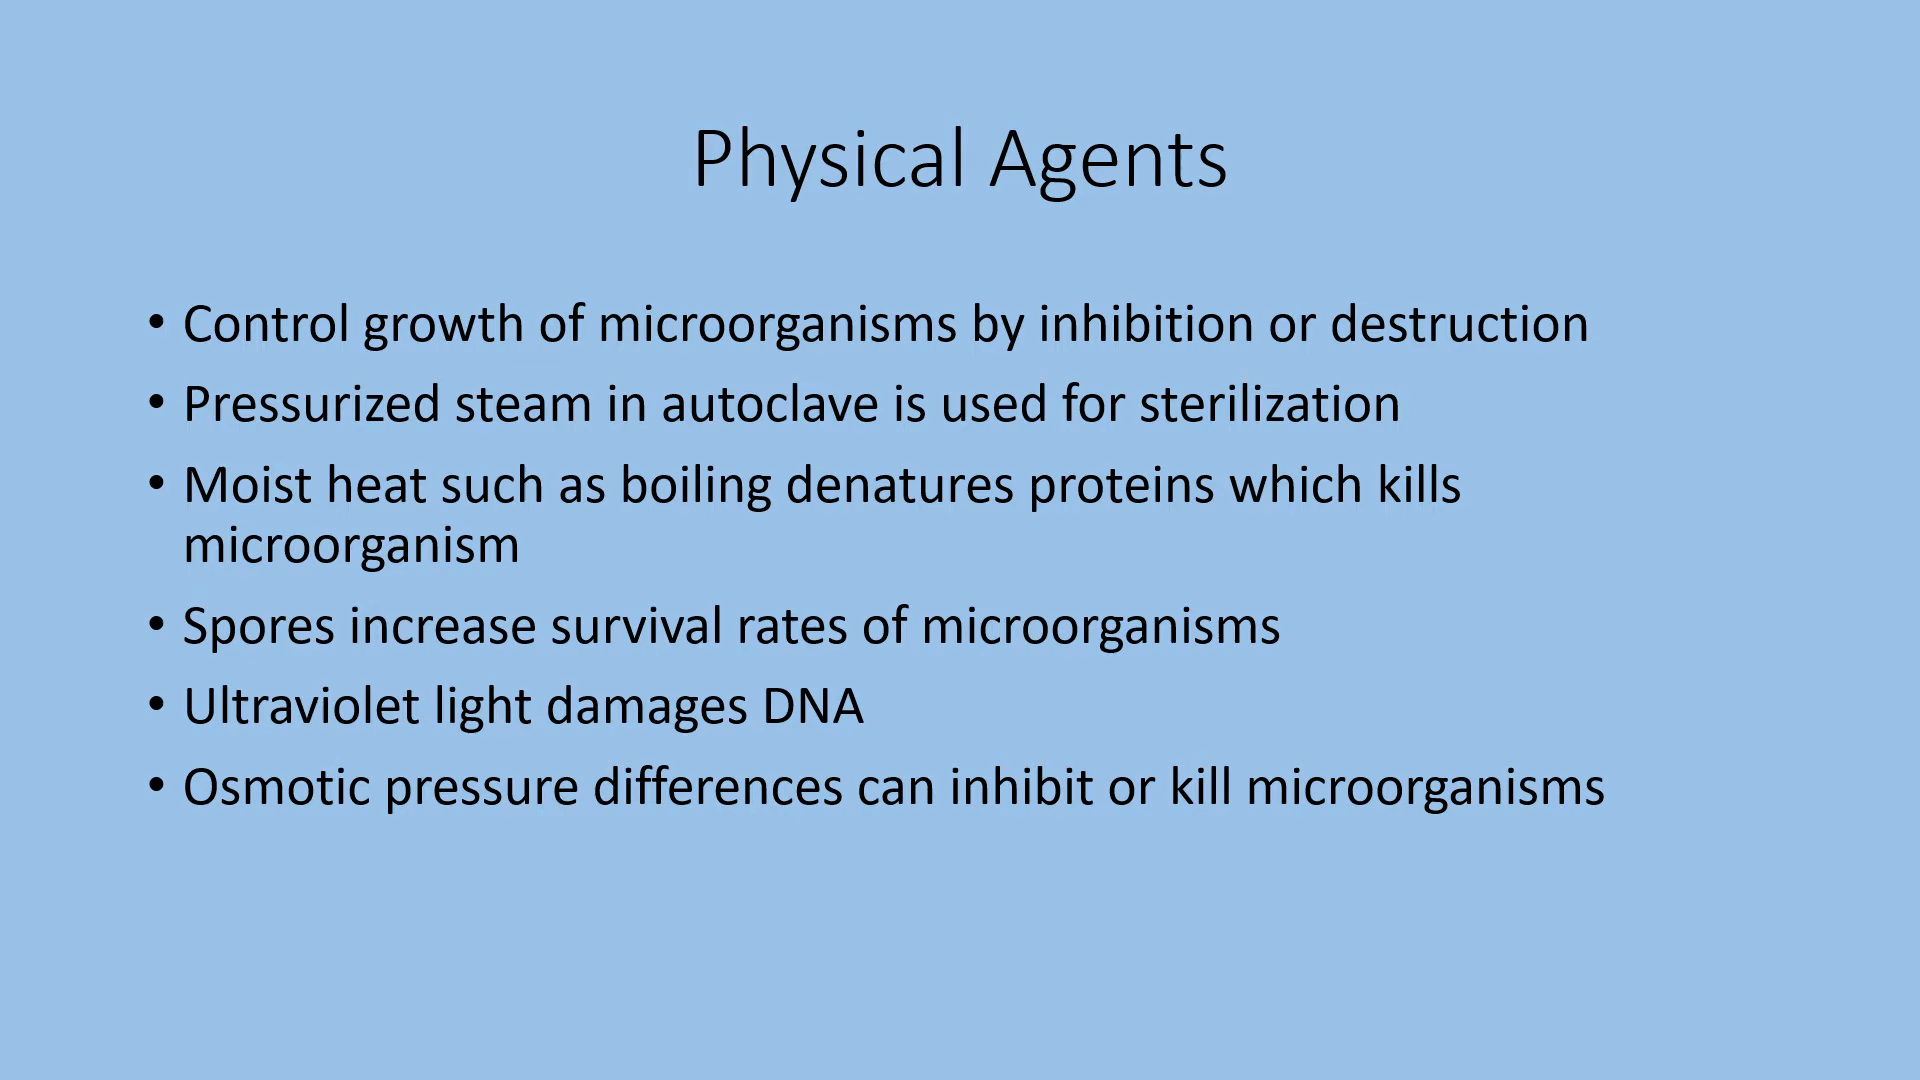 Physical Agents
• Control growth of microorganisms by inhibition or destruction
• Pressurized steam in autoclave is used for sterilization
• Moist heat such as boiling denatures proteins which kills
microorganism
• Spores increase survival rates of microorganisms
• Ultraviolet light damages DNA
• Osmotic pressure differences can inhibit or kill microorganisms